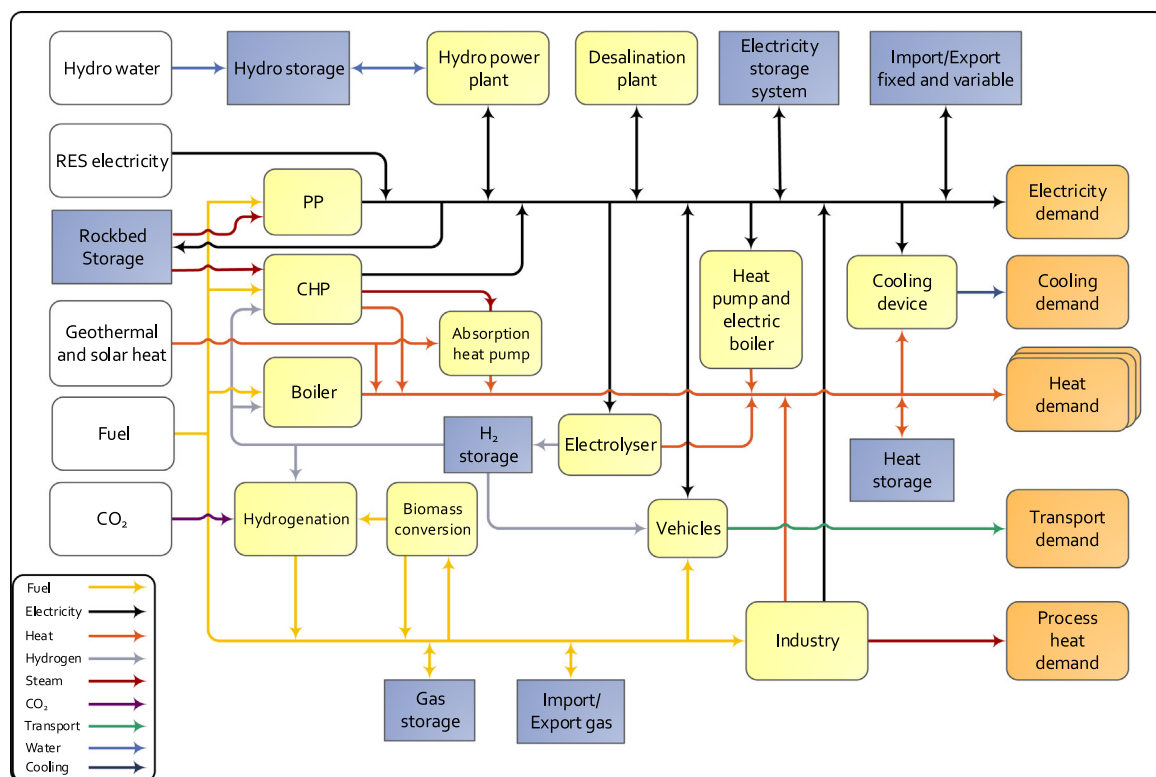 Hydro water
Hydro storage
Hydro power
plant
Desalination
plant
Electricity
storage
system
Import/Export
fixed and variable
RES electricity
PP
Electricity
demand
Rockbed
Storage
CHP
Heat
pump and
electric
boiler
Cooling
device
Cooling
demand
Geothermal
and solar heat
Absorption
heat pump
Boiler
Heat
demand
Fuel
H₂
storage
Electrolyser
Heat
storage
CO₂
Hydrogenation
Biomass
conversion
Vehicles
Transport
demand
Fuel
Electricity
Heat
Hydrogen
Steam
CO₂
Transport
Water
Cooling
Gas
storage
Import/
Export gas
Industry
Process
heat
demand